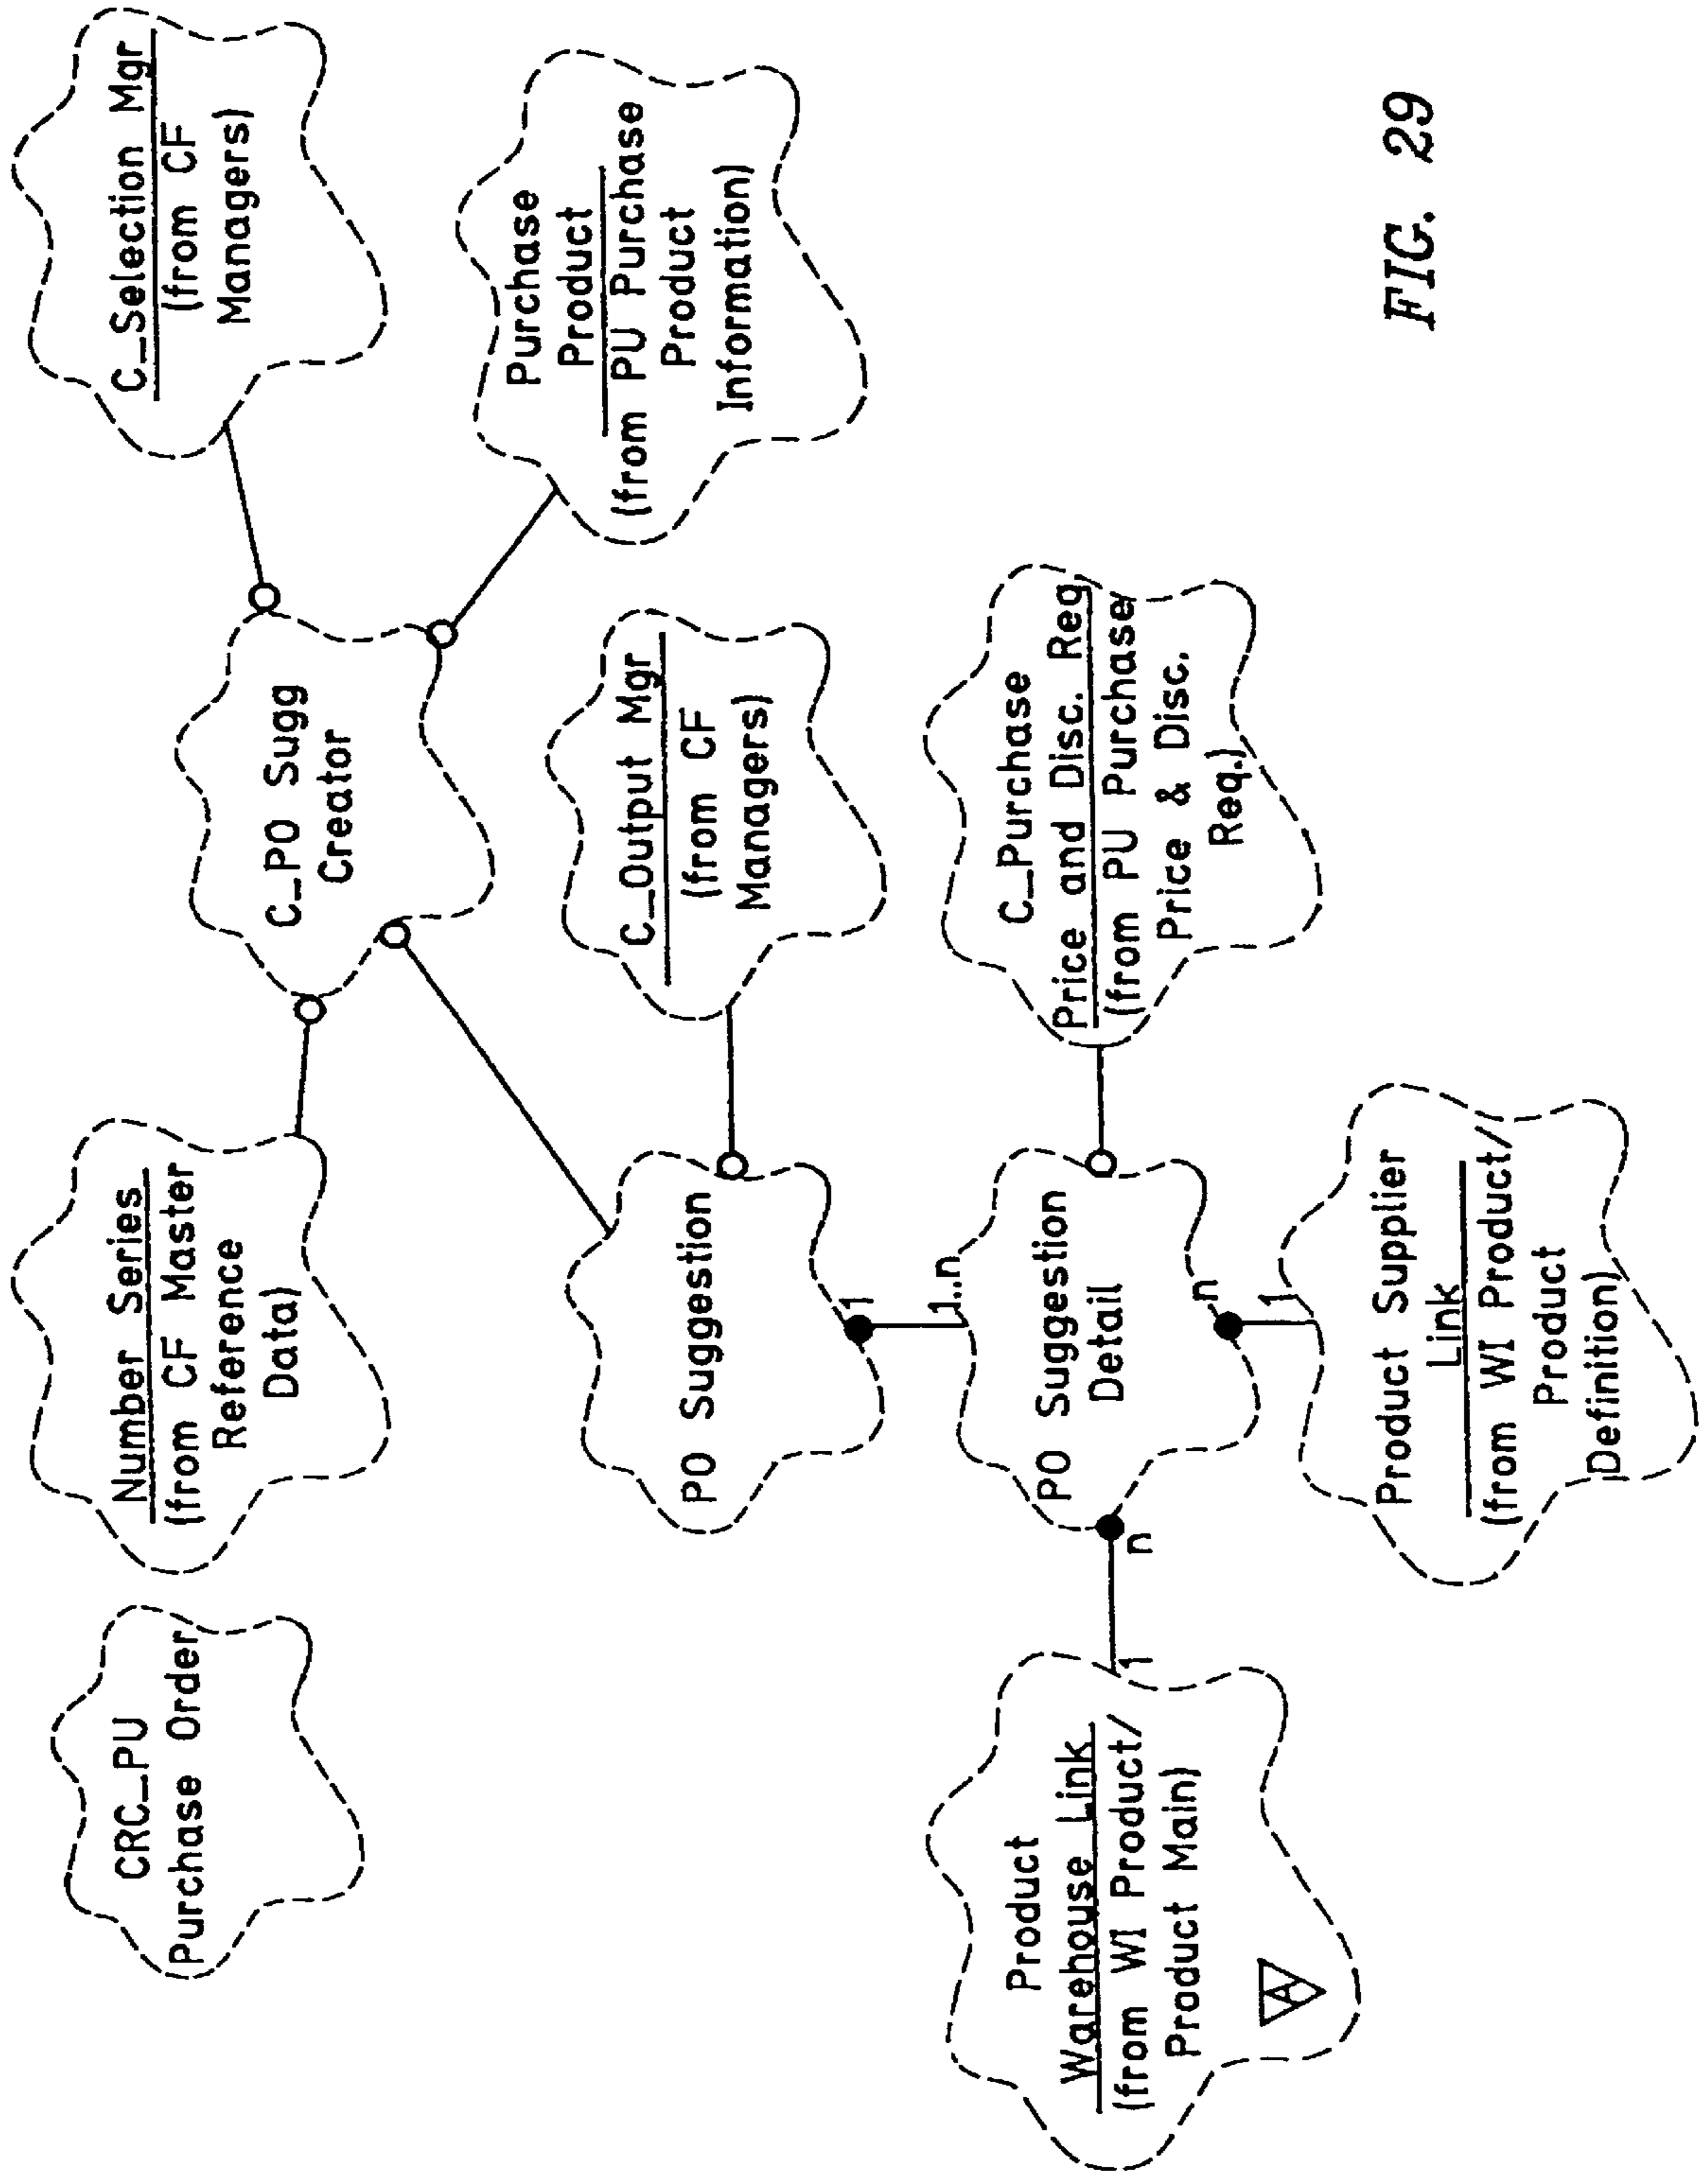 CRC_PU
Purchase Order
Number Series
(from CF Master
Reference
Data)
C_PO Sugg
Creator
C_Selection Mgr
(from CF
Managers)
Purchase
Product
(from PU Purchase
Product
Information)
PO Suggestion
C_Output Mgr
(from CF
Managers)
1
1..n
Product
Warehouse Link
(from WI Product/
Product Main)
A
1
n
PO Suggestion
Detail
C_Purchase
Price and Disc. Req
(from PU Purchase
Price & Disc.
Req.)
n
1
Product Supplier
Link
(from WI Product/
Product
Definition)
FIG. 29